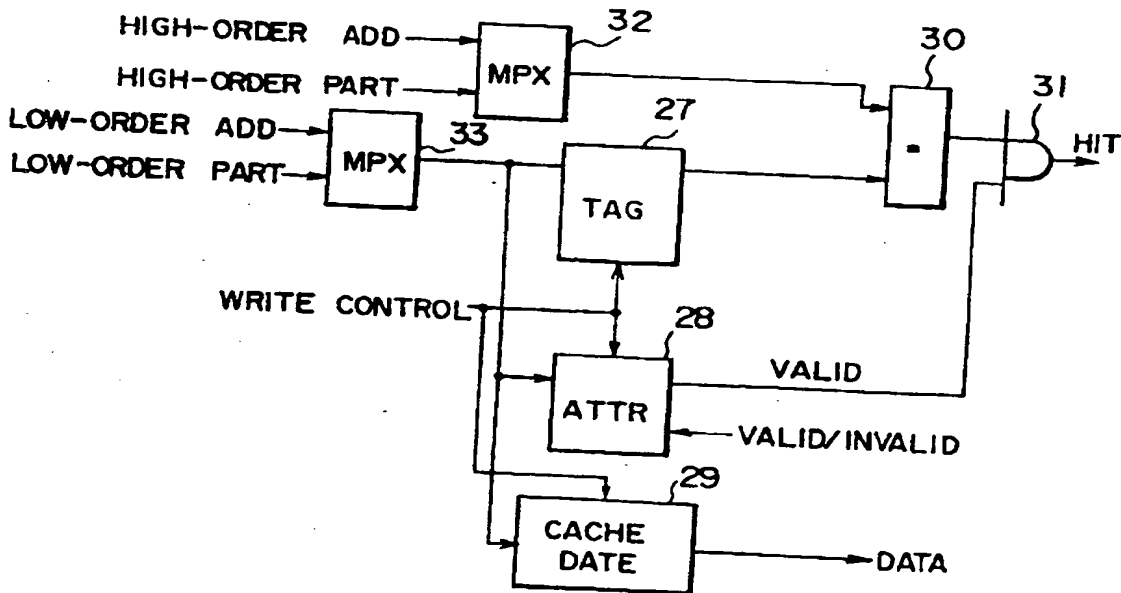 HIGH-ORDER ADD
HIGH-ORDER PART
MPX
32
LOW-ORDER ADD
LOW-ORDER PART
MPX
33
27
TAG
30
=
31
HIT
WRITE CONTROL
28
ATTR
VALID
VALID/INVALID
29
CACHE
DATE
DATA